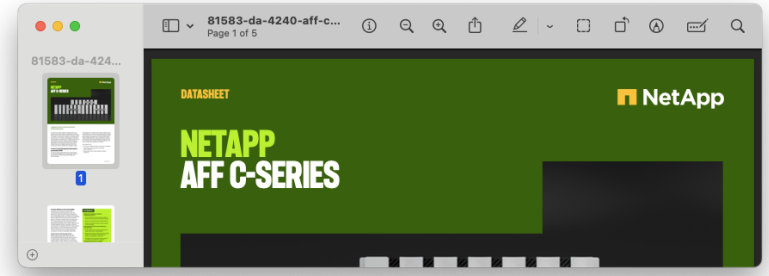 81583-da-4240-aff-c...
Page 1 of 5
81583-da-424...
1
DATASHEET
NetApp
NETAPP
AFF C-SERIES